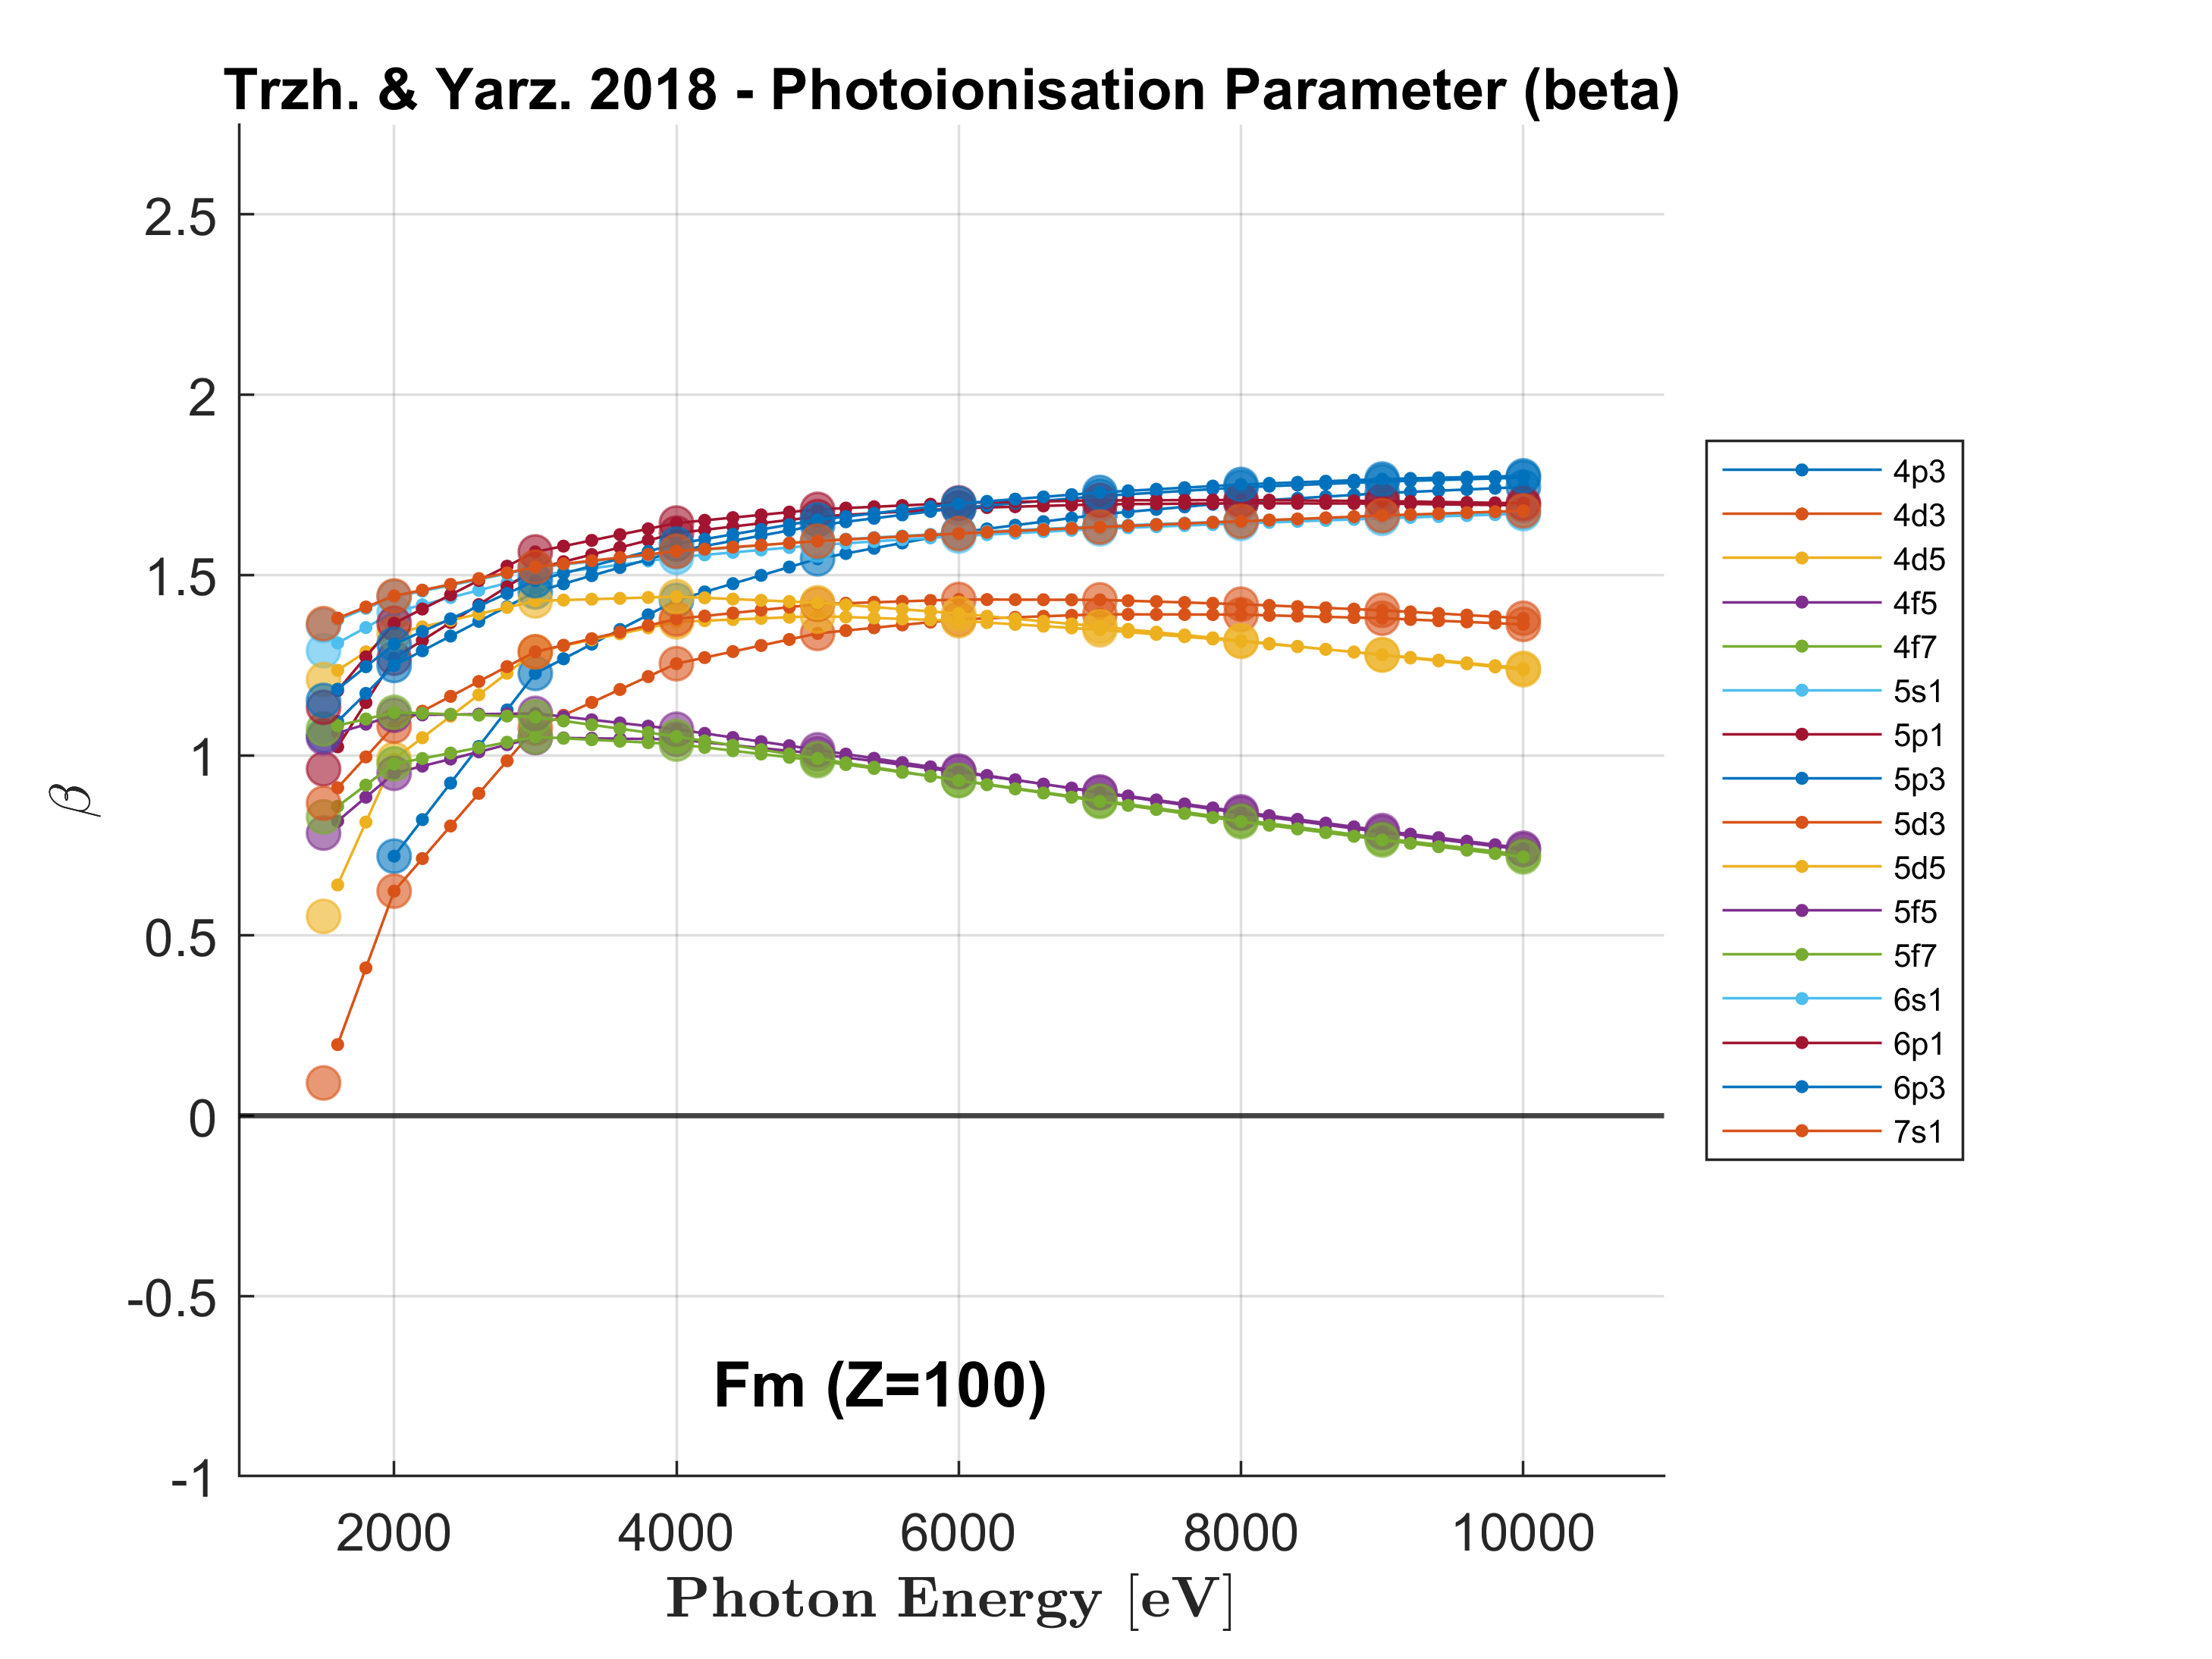 Trzh. & Yarz. 2018 - Photoionisation Parameter (beta)
2.5
2
1.5
1
0.5
0
-0.5
-1
β
2000 4000 6000 8000 10000
Photon Energy [eV]
Fm (Z=100)
4p3
4d3
4d5
4f5
4f7
5s1
5p1
5p3
5d3
5d5
5f5
5f7
6s1
6p1
6p3
7s1